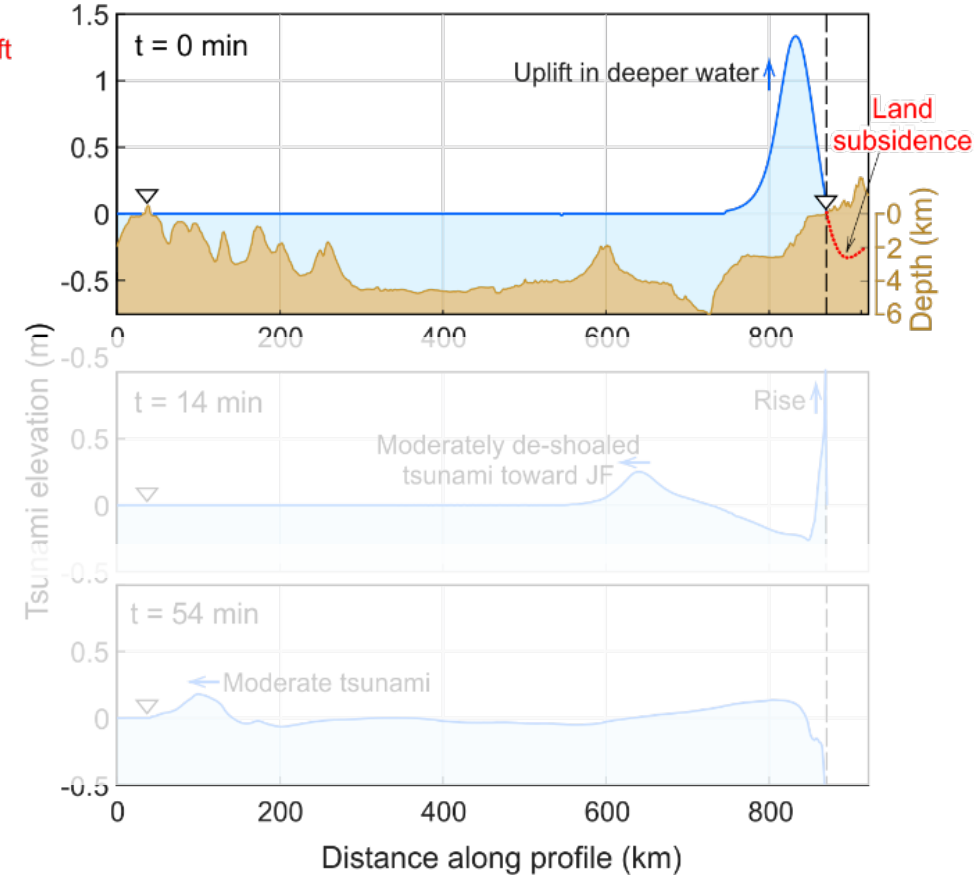 ft
1.5
t = 0 min
Uplift in deeper water
1
Land
subsidence
0.5
0
0
-2
-4
-6
Depth (km)
-0.5
0
200
400
600
800
Tsunami elevation (m)
-0.5
t = 14 min
Rise
0.5
Moderately de-shoaled
tsunami toward JF
0
-0.5
t = 54 min
0.5
Moderate tsunami
0
-0.5
0
200
400
600
800
Distance along profile (km)